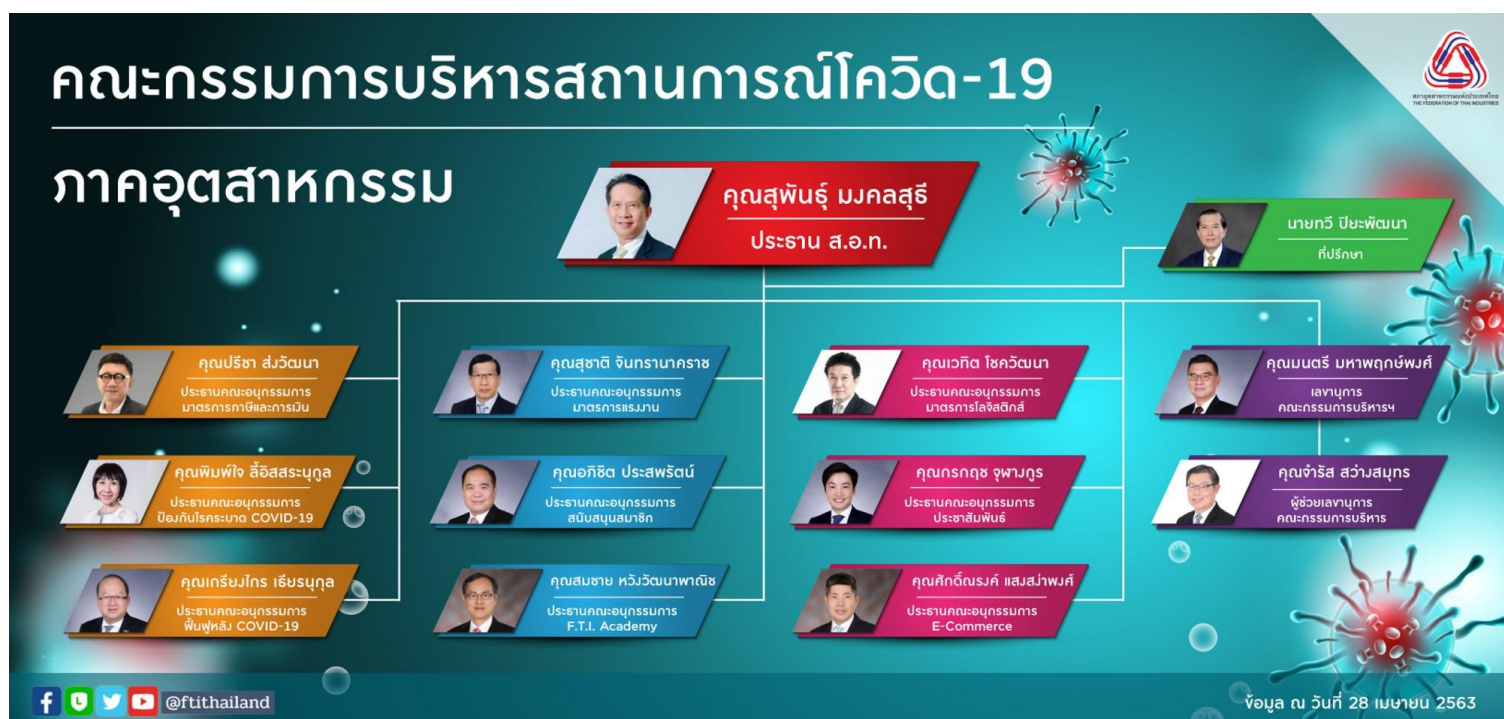 คณะกรรมการบริหารสถานการณ์โควิด-19
ภาคอุตสาหกรรม
สภาอุตสาหกรรมแห่งประเทศไทย
THE FEDERATION OF THAI INDUSTRIES
คุณสุพันธุ์ มงคลสุธี
ประธาน ส.อ.ท.
นายทวี ปิยะพัฒนา
ที่ปรึกษา
คุณปรีชา ส่งวัฒนา
ประธานคณะอนุกรรมการ
มาตรการภาษีและการเงิน
คุณสุชาติ จันทรานาคราช
ประธานคณะอนุกรรมการ
มาตรการแรงงาน
คุณเวทิต โชควัฒนา
ประธานคณะอนุกรรมการ
มาตรการโลจิสติกส์
คุณมนตรี มหาพฤกษ์พงศ์
เลขานุการ
คณะกรรมการบริหารฯ
คุณพิมพ์ใจ ลี้อิสสระนุกูล
ประธานคณะอนุกรรมการ
ป้องกันโรคระบาด COVID-19
คุณอภิชิต ประสพรัตน์
ประธานคณะอนุกรรมการ
สนับสนุนสมาชิก
คุณกรกฤช จุฬางกูร
ประธานคณะอนุกรรมการ
ประชาสัมพันธ์
คุณจำรัส สว่างสมุทร
ผู้ช่วยเลขานุการ
คณะกรรมการบริหาร
คุณเกรียงไกร เธียรนุกุล
ประธานคณะอนุกรรมการ
ฟื้นฟูหลัง COVID-19
คุณสมชาย หวังวัฒนาพาณิช
ประธานคณะอนุกรรมการ
F.T.I. Academy
คุณศักดิ์ณรงค์ แสงสง่าพงศ์
ประธานคณะอนุกรรมการ
E-Commerce
@ftithailand
ข้อมูล ณ วันที่ 28 เมษายน 2563